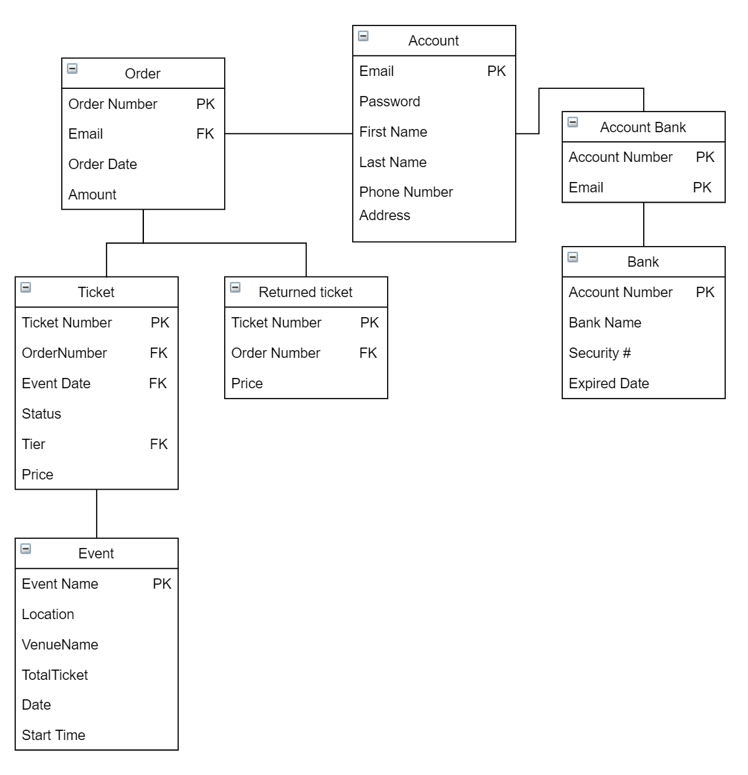 Account
Email PK
Password
First Name
Last Name
Phone Number
Address
Order
Order Number PK
Email FK
Order Date
Amount
Account Bank
Account Number PK
Email PK
Bank
Account Number PK
Bank Name
Security #
Expired Date
Ticket
Ticket Number PK
OrderNumber FK
Event Date FK
Status
Tier FK
Price
Returned ticket
Ticket Number PK
Order Number FK
Price
Event
Event Name PK
Location
VenueName
TotalTicket
Date
Start Time